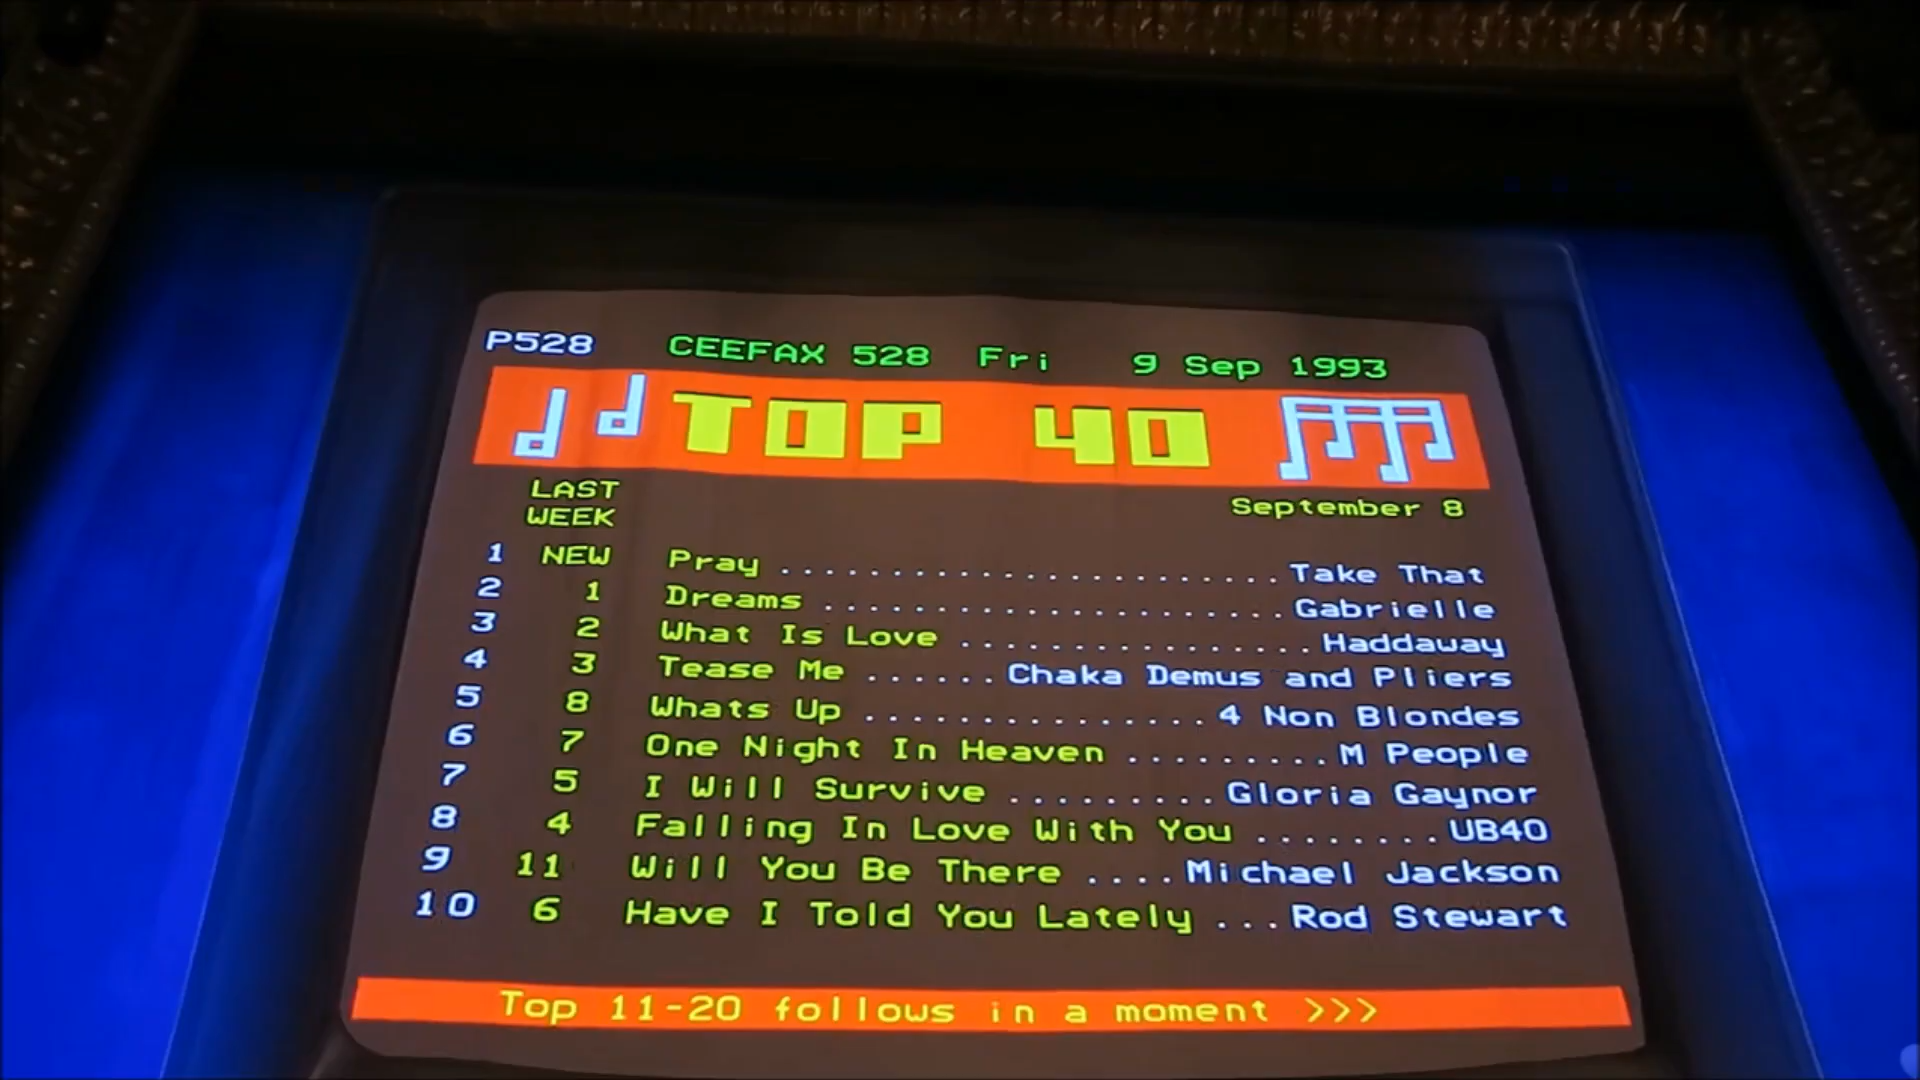 P528 CEEFAX 528 Fri 9 Sep 1993
TOP 40
LAST
WEEK
September 8
1 NEW Pray ......................Take That
2 1 Dreams ....................Gabrielle
3 2 What Is Love ...............Haddaway
4 3 Tease Me ......Chaka Demus and Pliers
5 8 Whats Up ...............4 Non Blondes
6 7 One Night In Heaven .........M People
7 5 I Will Survive .........Gloria Gaynor
8 4 Falling In Love With You ........UB40
9 11 Will You Be There ....Michael Jackson
10 6 Have I Told You Lately ...Rod Stewart
Top 11-20 follows in a moment >>>